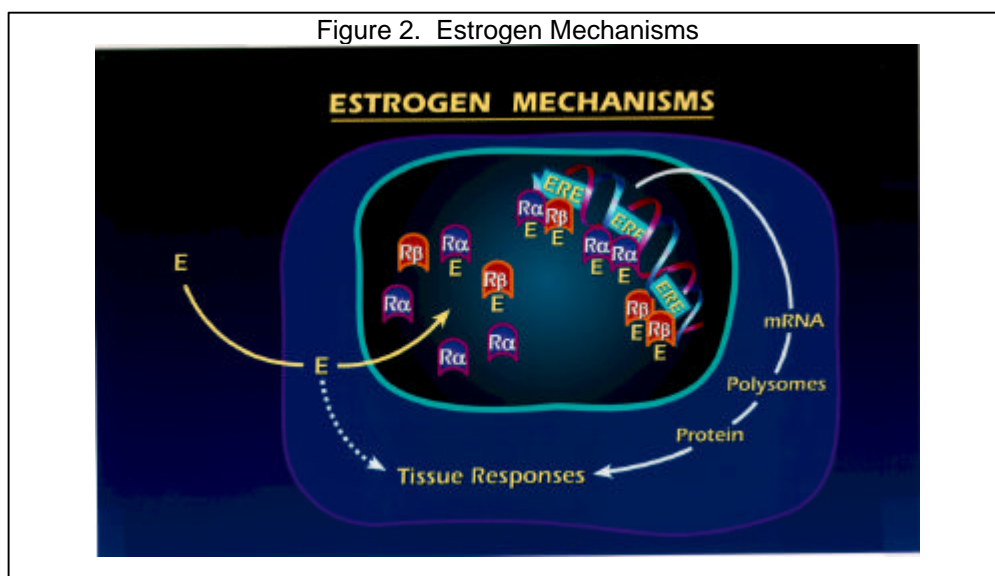 Figure 2.  Estrogen Mechanisms
ESTROGEN MECHANISMS
E
E
Rβ
Rα
E
Rβ
E
Rα
Rα
Rα
ERE
Rα
Rβ
E
E
ERE
Rα
Rα
E
E
ERE
Rβ
Rβ
E
E
mRNA
Polysomes
Protein
Tissue Responses